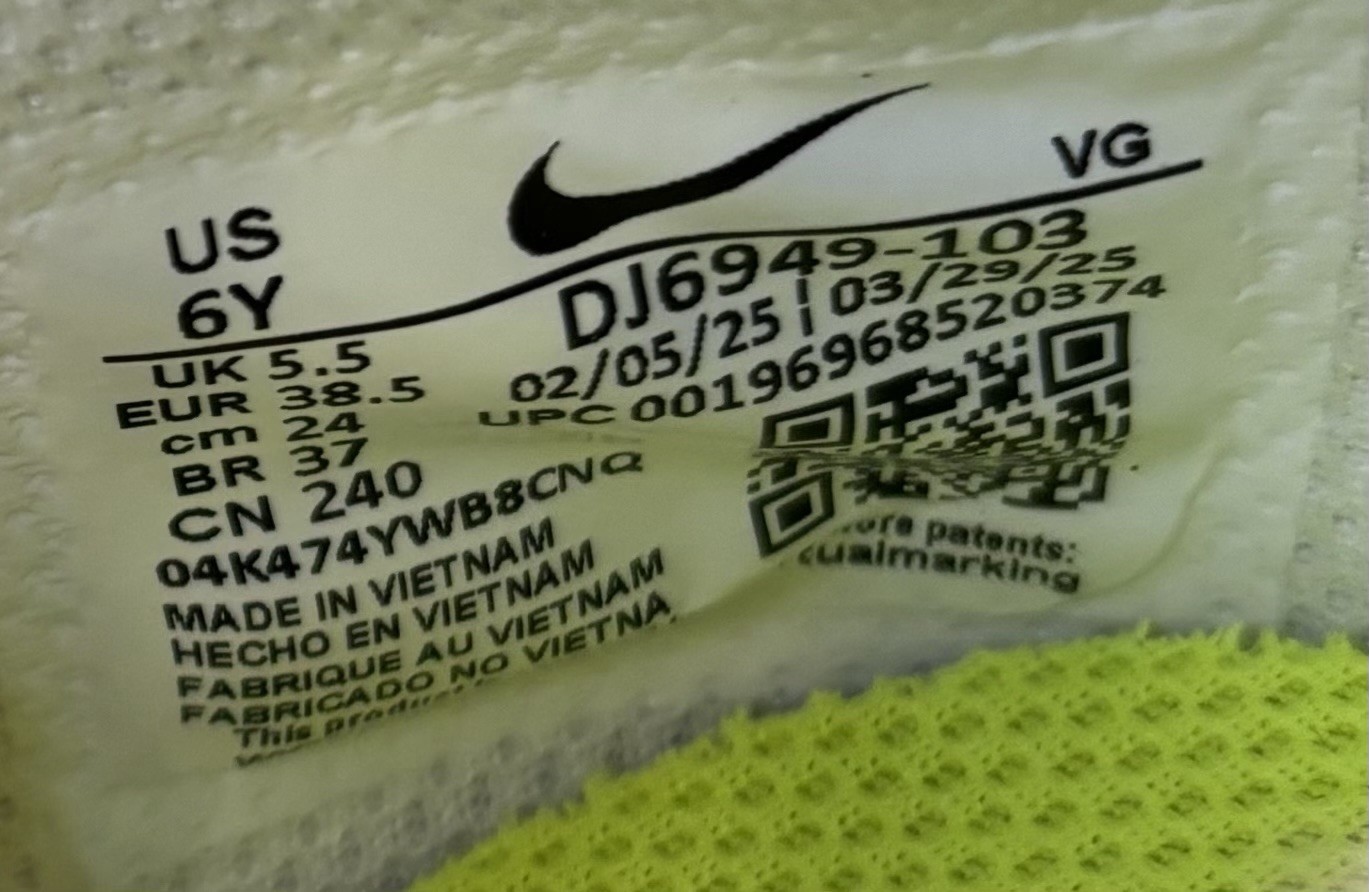 US
6Y
VG
UK 5.5
EUR 38.5
cm 24
BR 37
CN 240
04K474YWB8CNQ
MADE IN VIETNAM
HECHO EN VIETNAM
FABRIQUE AU VIETNAM
FABRICADO NO VIETNA
This
DJ6949-103
02/05/25 | 03/29/25
UPC 00196968520374
patents: